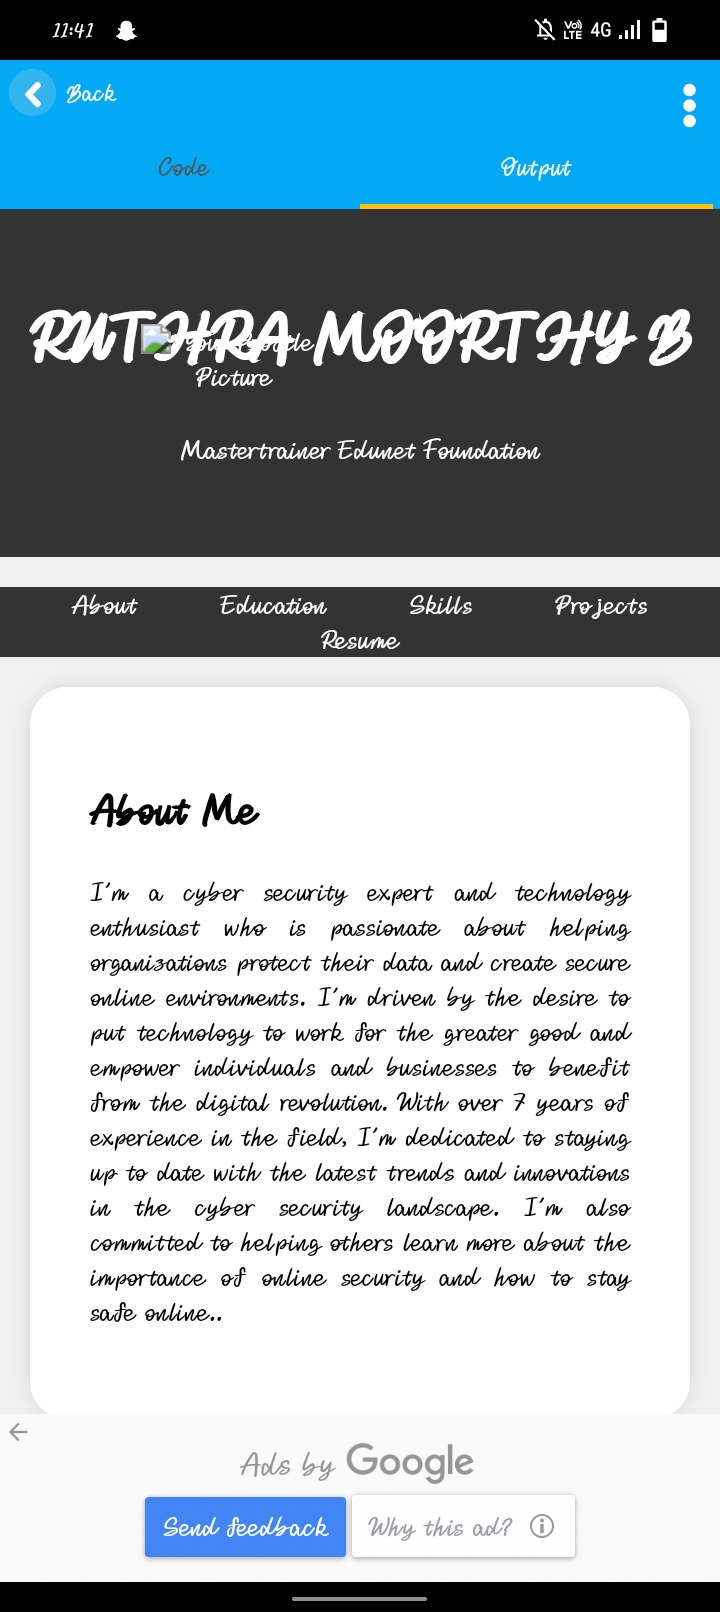 11:41 Vo) LTE 4G
Back
Code Output
RUTHRA MOORTHY B
Your Profile
Picture
Mastertrainer Edunet Foundation
About Education Skills Projects
Resume
About Me
I'm a cyber security expert and technology
enthusiast who is passionate about helping
organizations protect their data and create secure
online environments. I'm driven by the desire to
put technology to work for the greater good and
empower individuals and businesses to benefit
from the digital revolution. With over 7 years of
experience in the field, I'm dedicated to staying
up to date with the latest trends and innovations
in the cyber security landscape. I'm also
committed to helping others learn more about the
importance of online security and how to stay
safe online..
Ads by Google
Send feedback Why this ad?